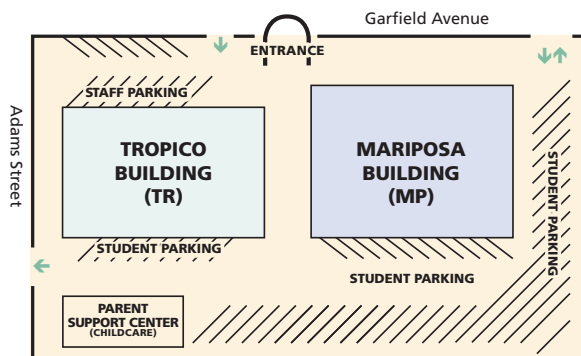 Garfield Avenue
ENTRANCE
Adams Street
STAFF PARKING
TROPICO
BUILDING
(TR)
MARIPOSA
BUILDING
(MP)
STUDENT PARKING
STUDENT PARKING
STUDENT PARKING
PARENT
SUPPORT CENTER
(CHILDCARE)